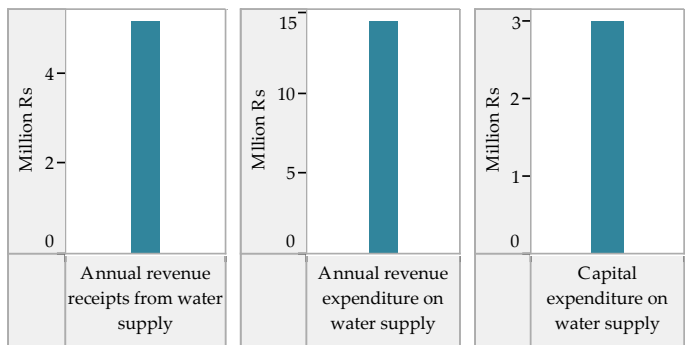 Million Rs
4
2
0
Annual revenue
receipts from water
supply
Mllion Rs
15
10
5
0
Annual revenue
expenditure on
water supply
Million Rs
3
2
1
0
Capital
expenditure on
water supply